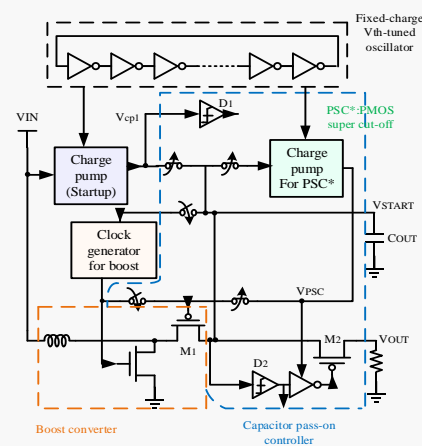 Fixed-charge
Vth-tuned
oscillator
VIN
Vcp1
D1
PSC*:PMOS
super cut-off
Charge
pump
(Startup)
Charge
pump
For PSC*
Clock
generator
for boost
VSTART
COUT
VPSC
M1
M2
VOUT
D2
Boost converter
Capacitor pass-on
controller